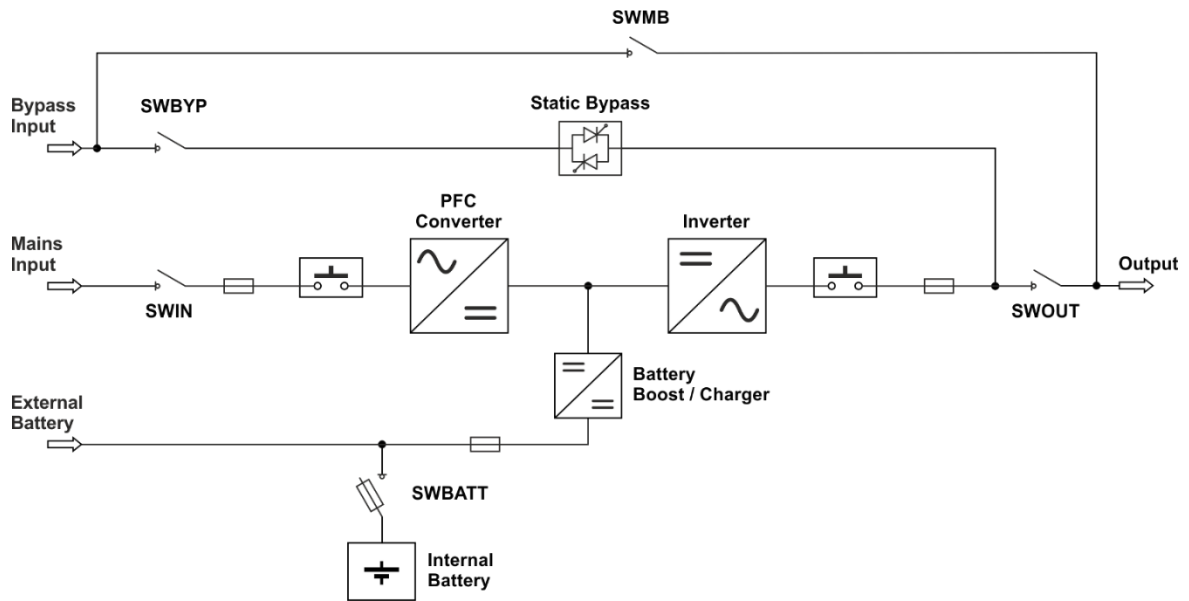 SWMB
Bypass
Input
SWBYP
Static Bypass
PFC
Converter
Inverter
Mains
Input
SWIN
Output
SWOUT
Battery
Boost / Charger
External
Battery
SWBATT
Internal
Battery